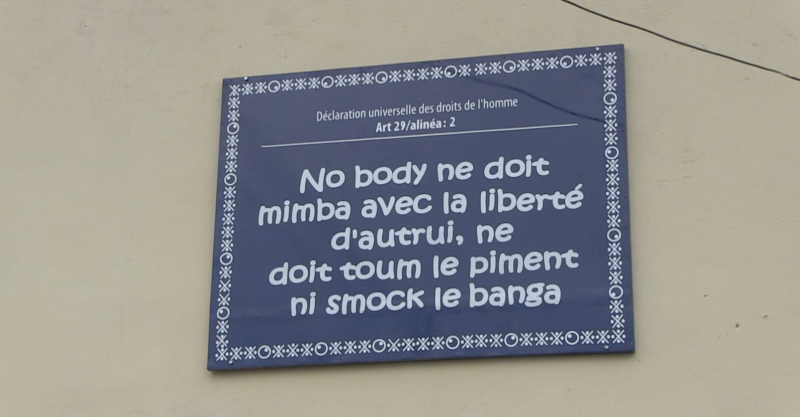 Déclaration universelle des droits de l'homme
Art 29/alinéa: 2
No body ne doit
mimba avec la liberté
d'autrui, ne
doit toum le piment
ni smock le banga